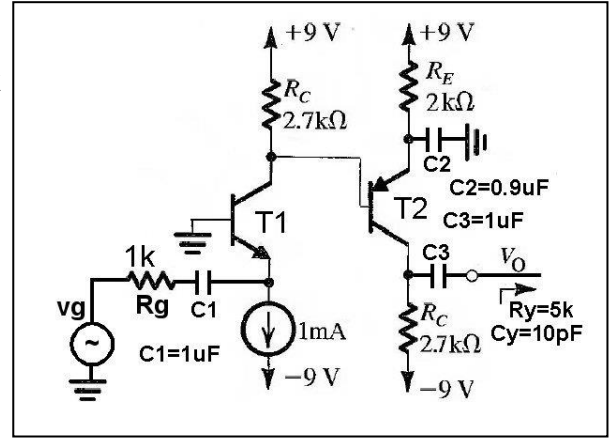 +9 V
+9 V
R_C
2.7kΩ
R_E
2kΩ
C2
C2=0.9uF
C3=1uF
T1
T2
C3
V_O
1k
Rg
C1
vg
~
C1=1uF
1mA
Ry=5k
Cy=10pF
R_C
2.7kΩ
−9 V
−9 V